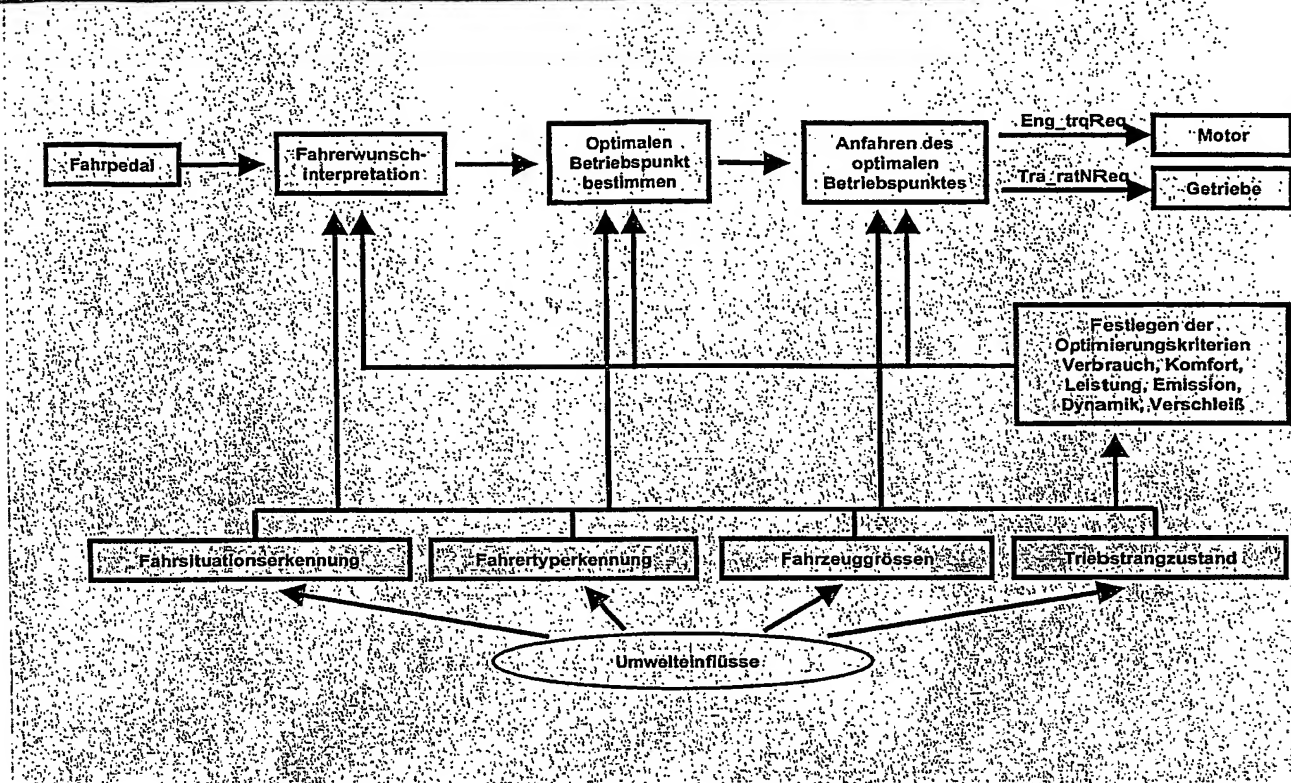 Fahrpedal
Fahrerwunsch-
interpretation
Optimalen
Betriebspunkt
bestimmen
Anfahren des
optimalen
Betriebspunktes
Eng_trqReq
Motor
Tra_ratNReq
Getriebe
Festlegen der
Optimierungskriterien
Verbrauch, Komfort,
Leistung, Emission,
Dynamik, Verschleiß
Fahrsituationserkennung
Fahrertyperkennung
Fahrzeuggrössen
Triebstrangzustand
Umwelteinflüsse